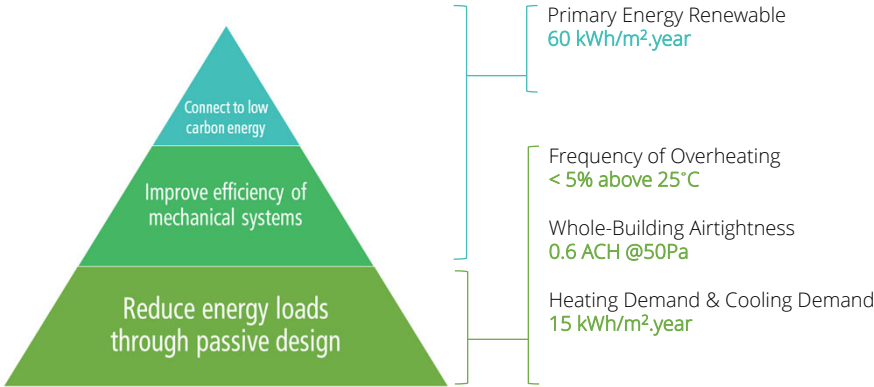 Connect to low
carbon energy
Improve efficiency of
mechanical systems
Reduce energy loads
through passive design
Primary Energy Renewable
60 kWh/m².year
Frequency of Overheating
< 5% above 25°C
Whole-Building Airtightness
0.6 ACH @50Pa
Heating Demand & Cooling Demand
15 kWh/m².year